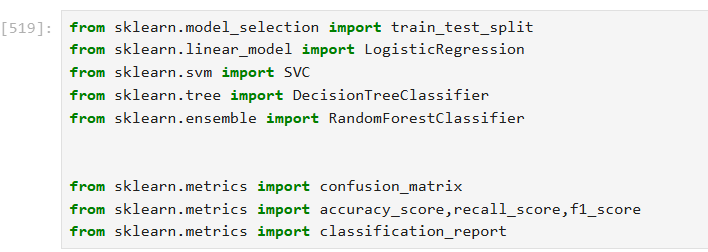 [519]:
from sklearn.model_selection import train_test_split
from sklearn.linear_model import LogisticRegression
from sklearn.svm import SVC
from sklearn.tree import DecisionTreeClassifier
from sklearn.ensemble import RandomForestClassifier
from sklearn.metrics import confusion_matrix
from sklearn.metrics import accuracy_score,recall_score,f1_score
from sklearn.metrics import classification_report